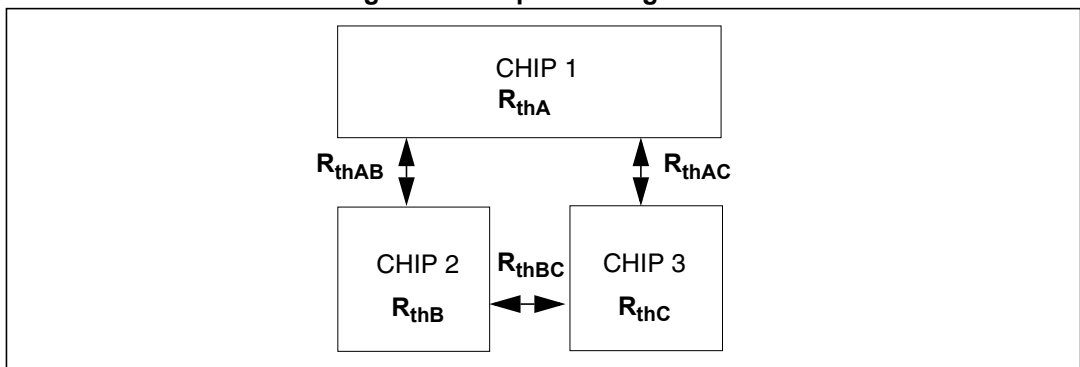 CHIP 1
RthA
RthAB
RthAC
CHIP 2
RthBC
CHIP 3
RthB
RthC